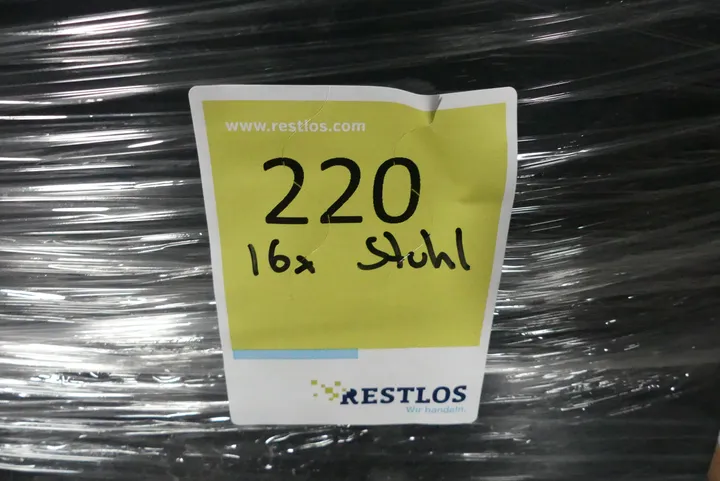 www.restlos.com
220
16x Stuhl
RESTLOS
Wir handeln.